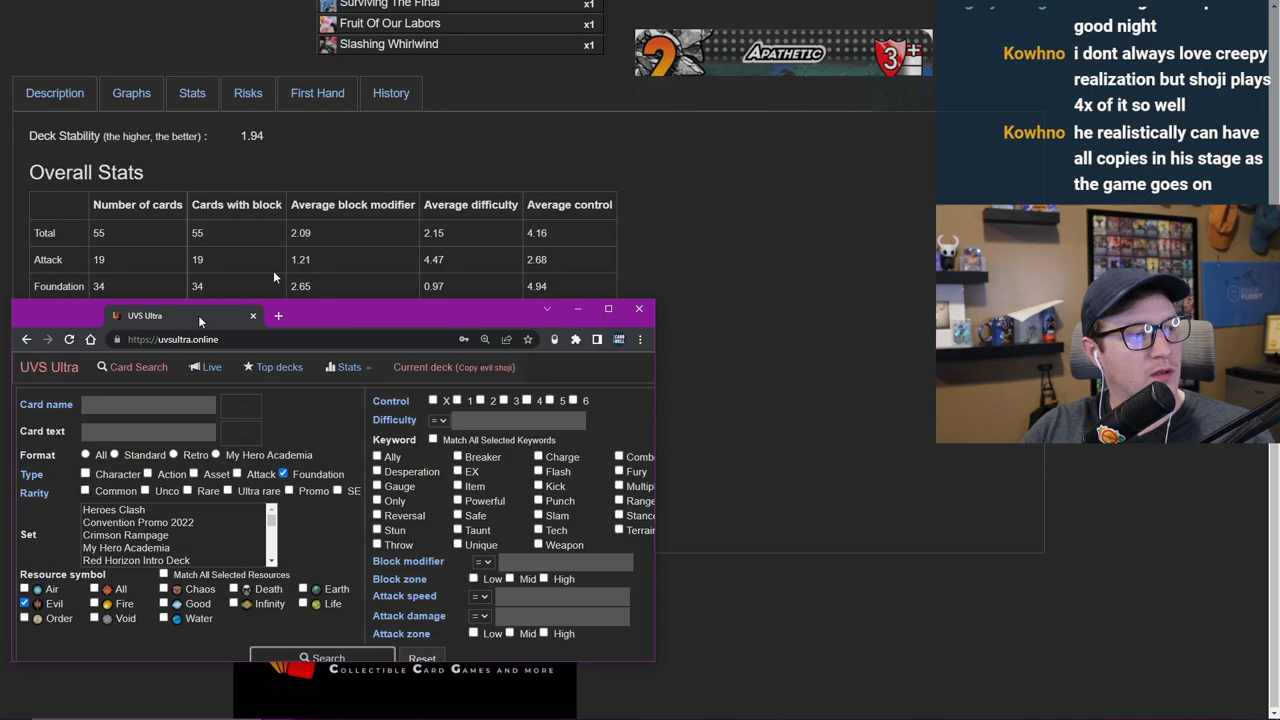 Surviving The Final x1
Fruit Of Our Labors x1
Slashing Whirlwind x1
2 APATHETIC 3+
Description Graphs Stats Risks First Hand History
Deck Stability (the higher, the better) : 1.94
Overall Stats
Number of cards Cards with block Average block modifier Average difficulty Average control
Total 55 55 2.09 2.15 4.16
Attack 19 19 1.21 4.47 2.68
Foundation 34 34 2.65 0.97 4.94
UVS Ultra
https://uvsultra.online
UVS Ultra Card Search Live Top decks Stats Current deck (Copy evil shoji)
Card name
Card text
Format All Standard Retro My Hero Academia
Type Character Action Asset Attack Foundation
Rarity Common Unco Rare Ultra rare Promo SE
Set
Heroes Clash
Convention Promo 2022
Crimson Rampage
My Hero Academia
Red Horizon Intro Deck
Resource symbol Match All Selected Resources
Air All Chaos Death Earth
Evil Fire Good Infinity Life
Order Void Water
Search Reset
Control X 1 2 3 4 5 6
Difficulty =
Keyword Match All Selected Keywords
Ally Breaker Charge Comb
Desperation EX Flash Fury
Gauge Item Kick Multip
Only Powerful Punch Range
Reversal Safe Slam Stance
Stun Taunt Tech Terrain
Throw Unique Weapon
Block modifier =
Block zone Low Mid High
Attack speed =
Attack damage =
Attack zone Low Mid High
COLLECTIBLE CARD GAMES AND MORE
good night
Kowhno i dont always love creepy
realization but shoji plays
4x of it so well
Kowhno he realistically can have
all copies in his stage as
the game goes on